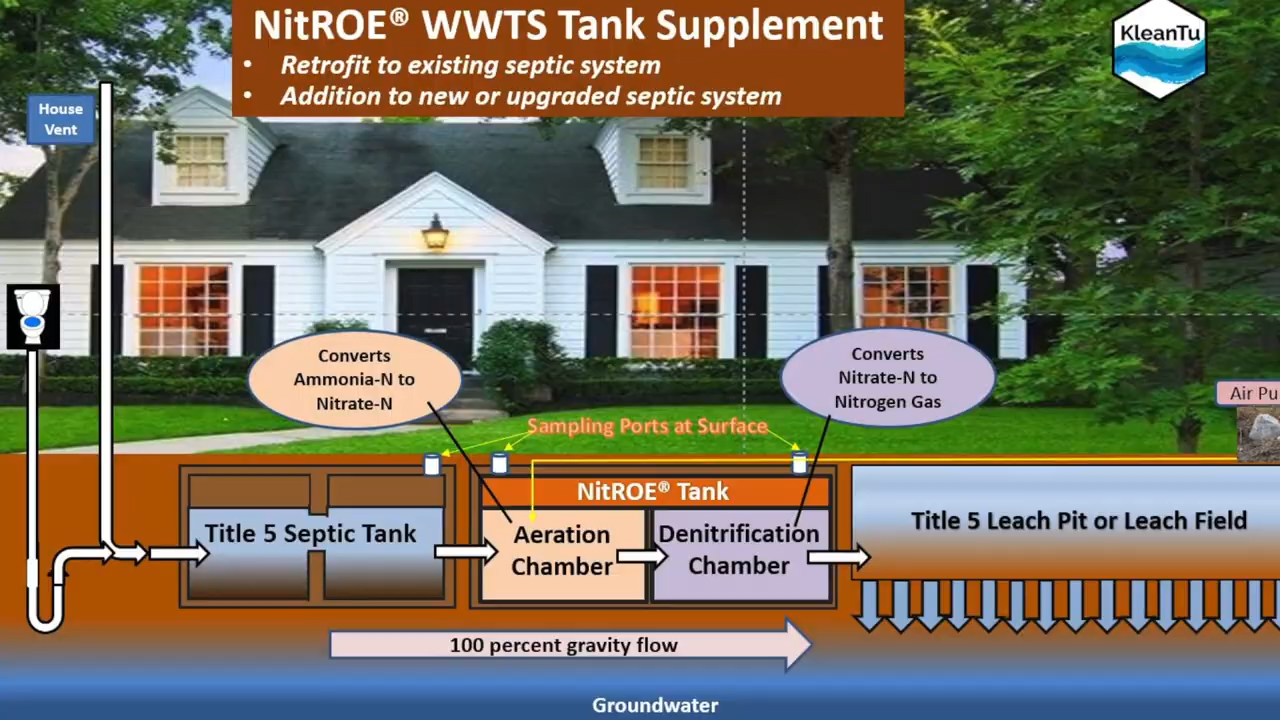 NitROE® WWTS Tank Supplement
• Retrofit to existing septic system
• Addition to new or upgraded septic system
KleanTu
House
Vent
Converts
Ammonia-N to
Nitrate-N
Converts
Nitrate-N to
Nitrogen Gas
Air Pu
Sampling Ports at Surface
NitROE® Tank
Title 5 Septic Tank
Aeration
Chamber
Denitrification
Chamber
Title 5 Leach Pit or Leach Field
100 percent gravity flow
Groundwater